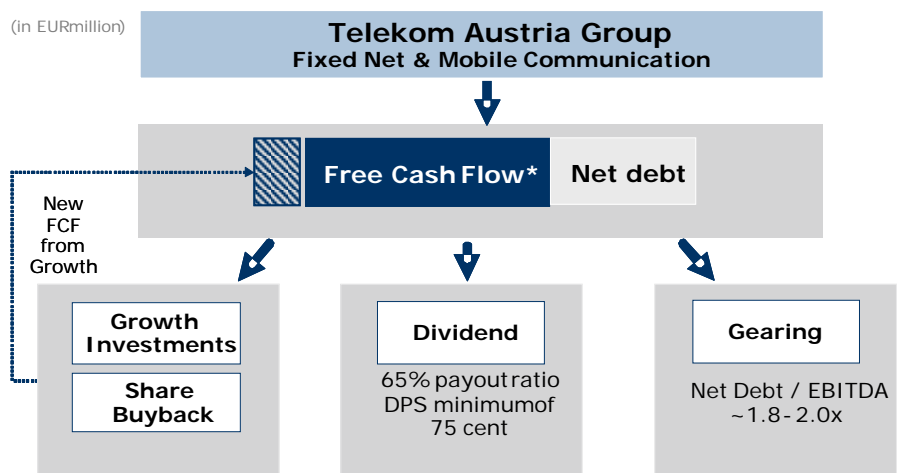 (in EURmillion)
Telekom Austria Group
Fixed Net & Mobile Communication
Free Cash Flow*
Net debt
New
FCF
from
Growth
Growth
Investments
Share
Buyback
Dividend
65% payout ratio
DPS minimumof
75 cent
Gearing
Net Debt / EBITDA
~1.8-2.0x